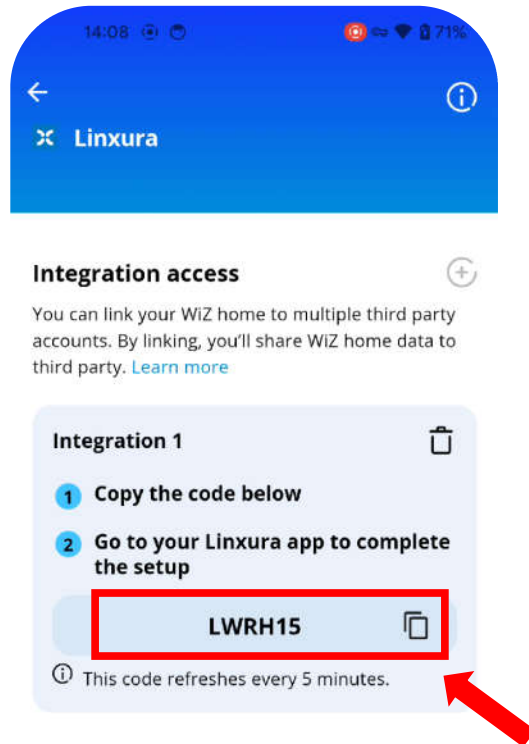 14:08 71%
Linxura
Integration access
You can link your WiZ home to multiple third party
accounts. By linking, you'll share WiZ home data to
third party. Learn more
Integration 1
1 Copy the code below
2 Go to your Linxura app to complete
the setup
LWRH15
This code refreshes every 5 minutes.